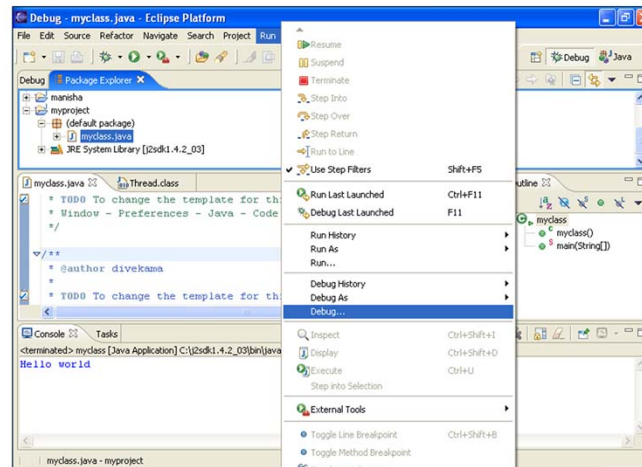 Debug - myclass.java - Eclipse Platform
File Edit Source Refactor Navigate Search Project Run
Debug Java
Debug Package Explorer
manisha
myproject
(default package)
myclass.java
JRE System Library [j2sdk1.4.2_03]
myclass.java Thread.class
* TODO To change the template for thi
* Window - Preferences - Java - Code
*/
/**
* @author divekama
*
* TODO To change the template for thi
Console Tasks
<terminated> myclass [Java Application] C:\j2sdk1.4.2_03\bin\java
Hello world
myclass.java - myproject
Resume
Suspend
Terminate
Step Into
Step Over
Step Return
Run to Line
Use Step Filters Shift+F5
Run Last Launched Ctrl+F11
Debug Last Launched F11
Run History
Run As
Run...
Debug History
Debug As
Debug...
Inspect Ctrl+Shift+I
Display Ctrl+Shift+D
Execute Ctrl+U
Step into Selection
External Tools
Toggle Line Breakpoint Ctrl+Shift+B
Toggle Method Breakpoint
utline
myclass
myclass()
main(String[])